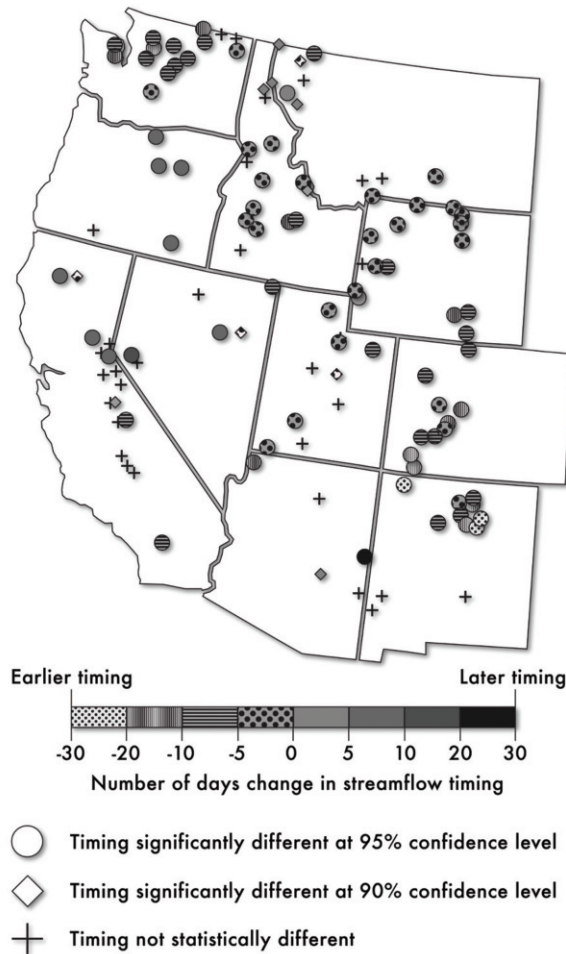 Earlier timing Later timing
-30 -20 -10 -5 0 5 10 20 30
Number of days change in streamflow timing
Timing significantly different at 95% confidence level
Timing significantly different at 90% confidence level
Timing not statistically different